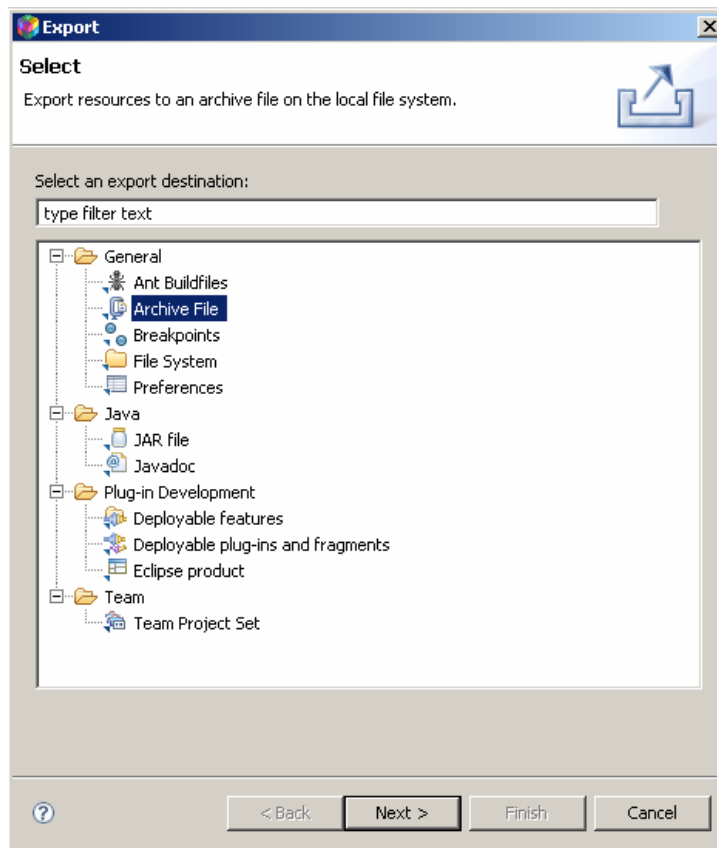 Export
Select
Export resources to an archive file on the local file system.
Select an export destination:
type filter text
General
Ant Buildfiles
Archive File
Breakpoints
File System
Preferences
Java
JAR file
Javadoc
Plug-in Development
Deployable features
Deployable plug-ins and fragments
Eclipse product
Team
Team Project Set
? < Back Next > Finish Cancel